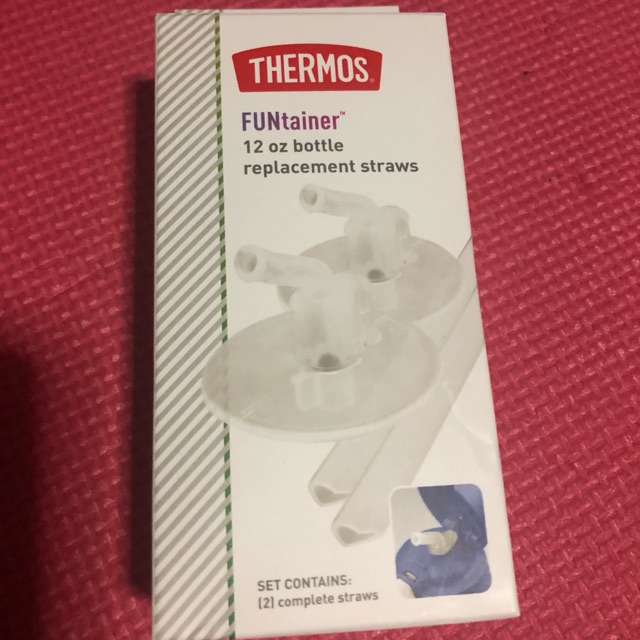 THERMOS
FUNtainer™
12 oz bottle
replacement straws
SET CONTAINS:
(2) complete straws